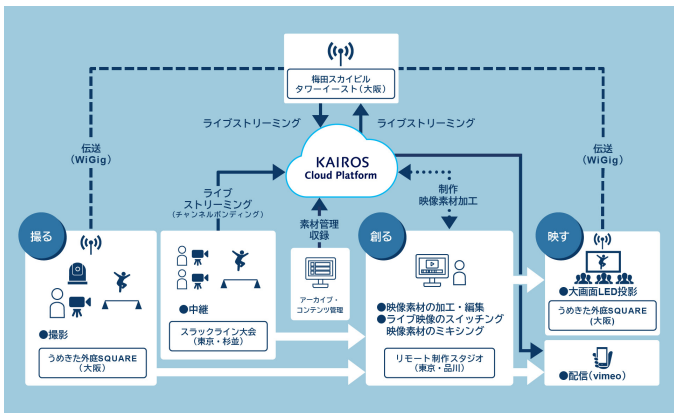 梅田スカイビル
タワーイースト（大阪）
ライブストリーミング
ライブストリーミング
伝送
（WiGig）
伝送
（WiGig）
KAIROS
Cloud Platform
ライブ
ストリーミング
（チャンネルボンディング）
制作
映像素材加工
素材管理
収録
撮る
創る
映す
●撮影
うめきた外庭SQUARE
（大阪）
●中継
スラックライン大会
（東京・杉並）
アーカイブ・
コンテンツ管理
●映像素材の加工・編集
●ライブ映像のスイッチング
映像素材のミキシング
リモート制作スタジオ
（東京・品川）
●大画面LED投影
うめきた外庭SQUARE
（大阪）
●配信（vimeo）